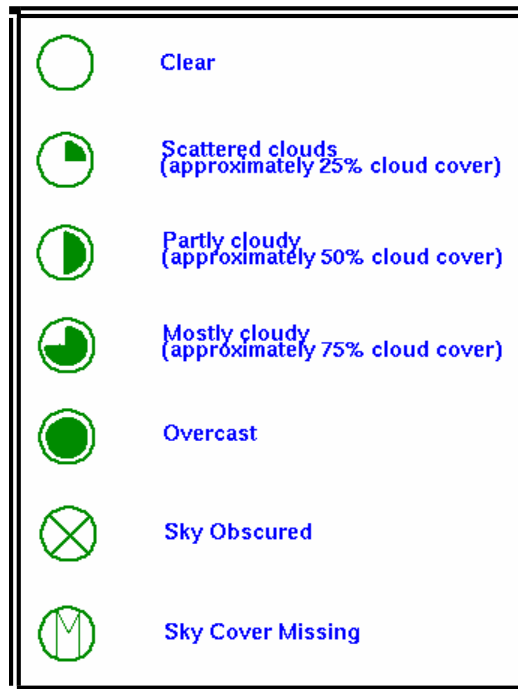 Clear
Scattered clouds
(approximately 25% cloud cover)
Partly cloudy
(approximately 50% cloud cover)
Mostly cloudy
(approximately 75% cloud cover)
Overcast
Sky Obscured
M
Sky Cover Missing